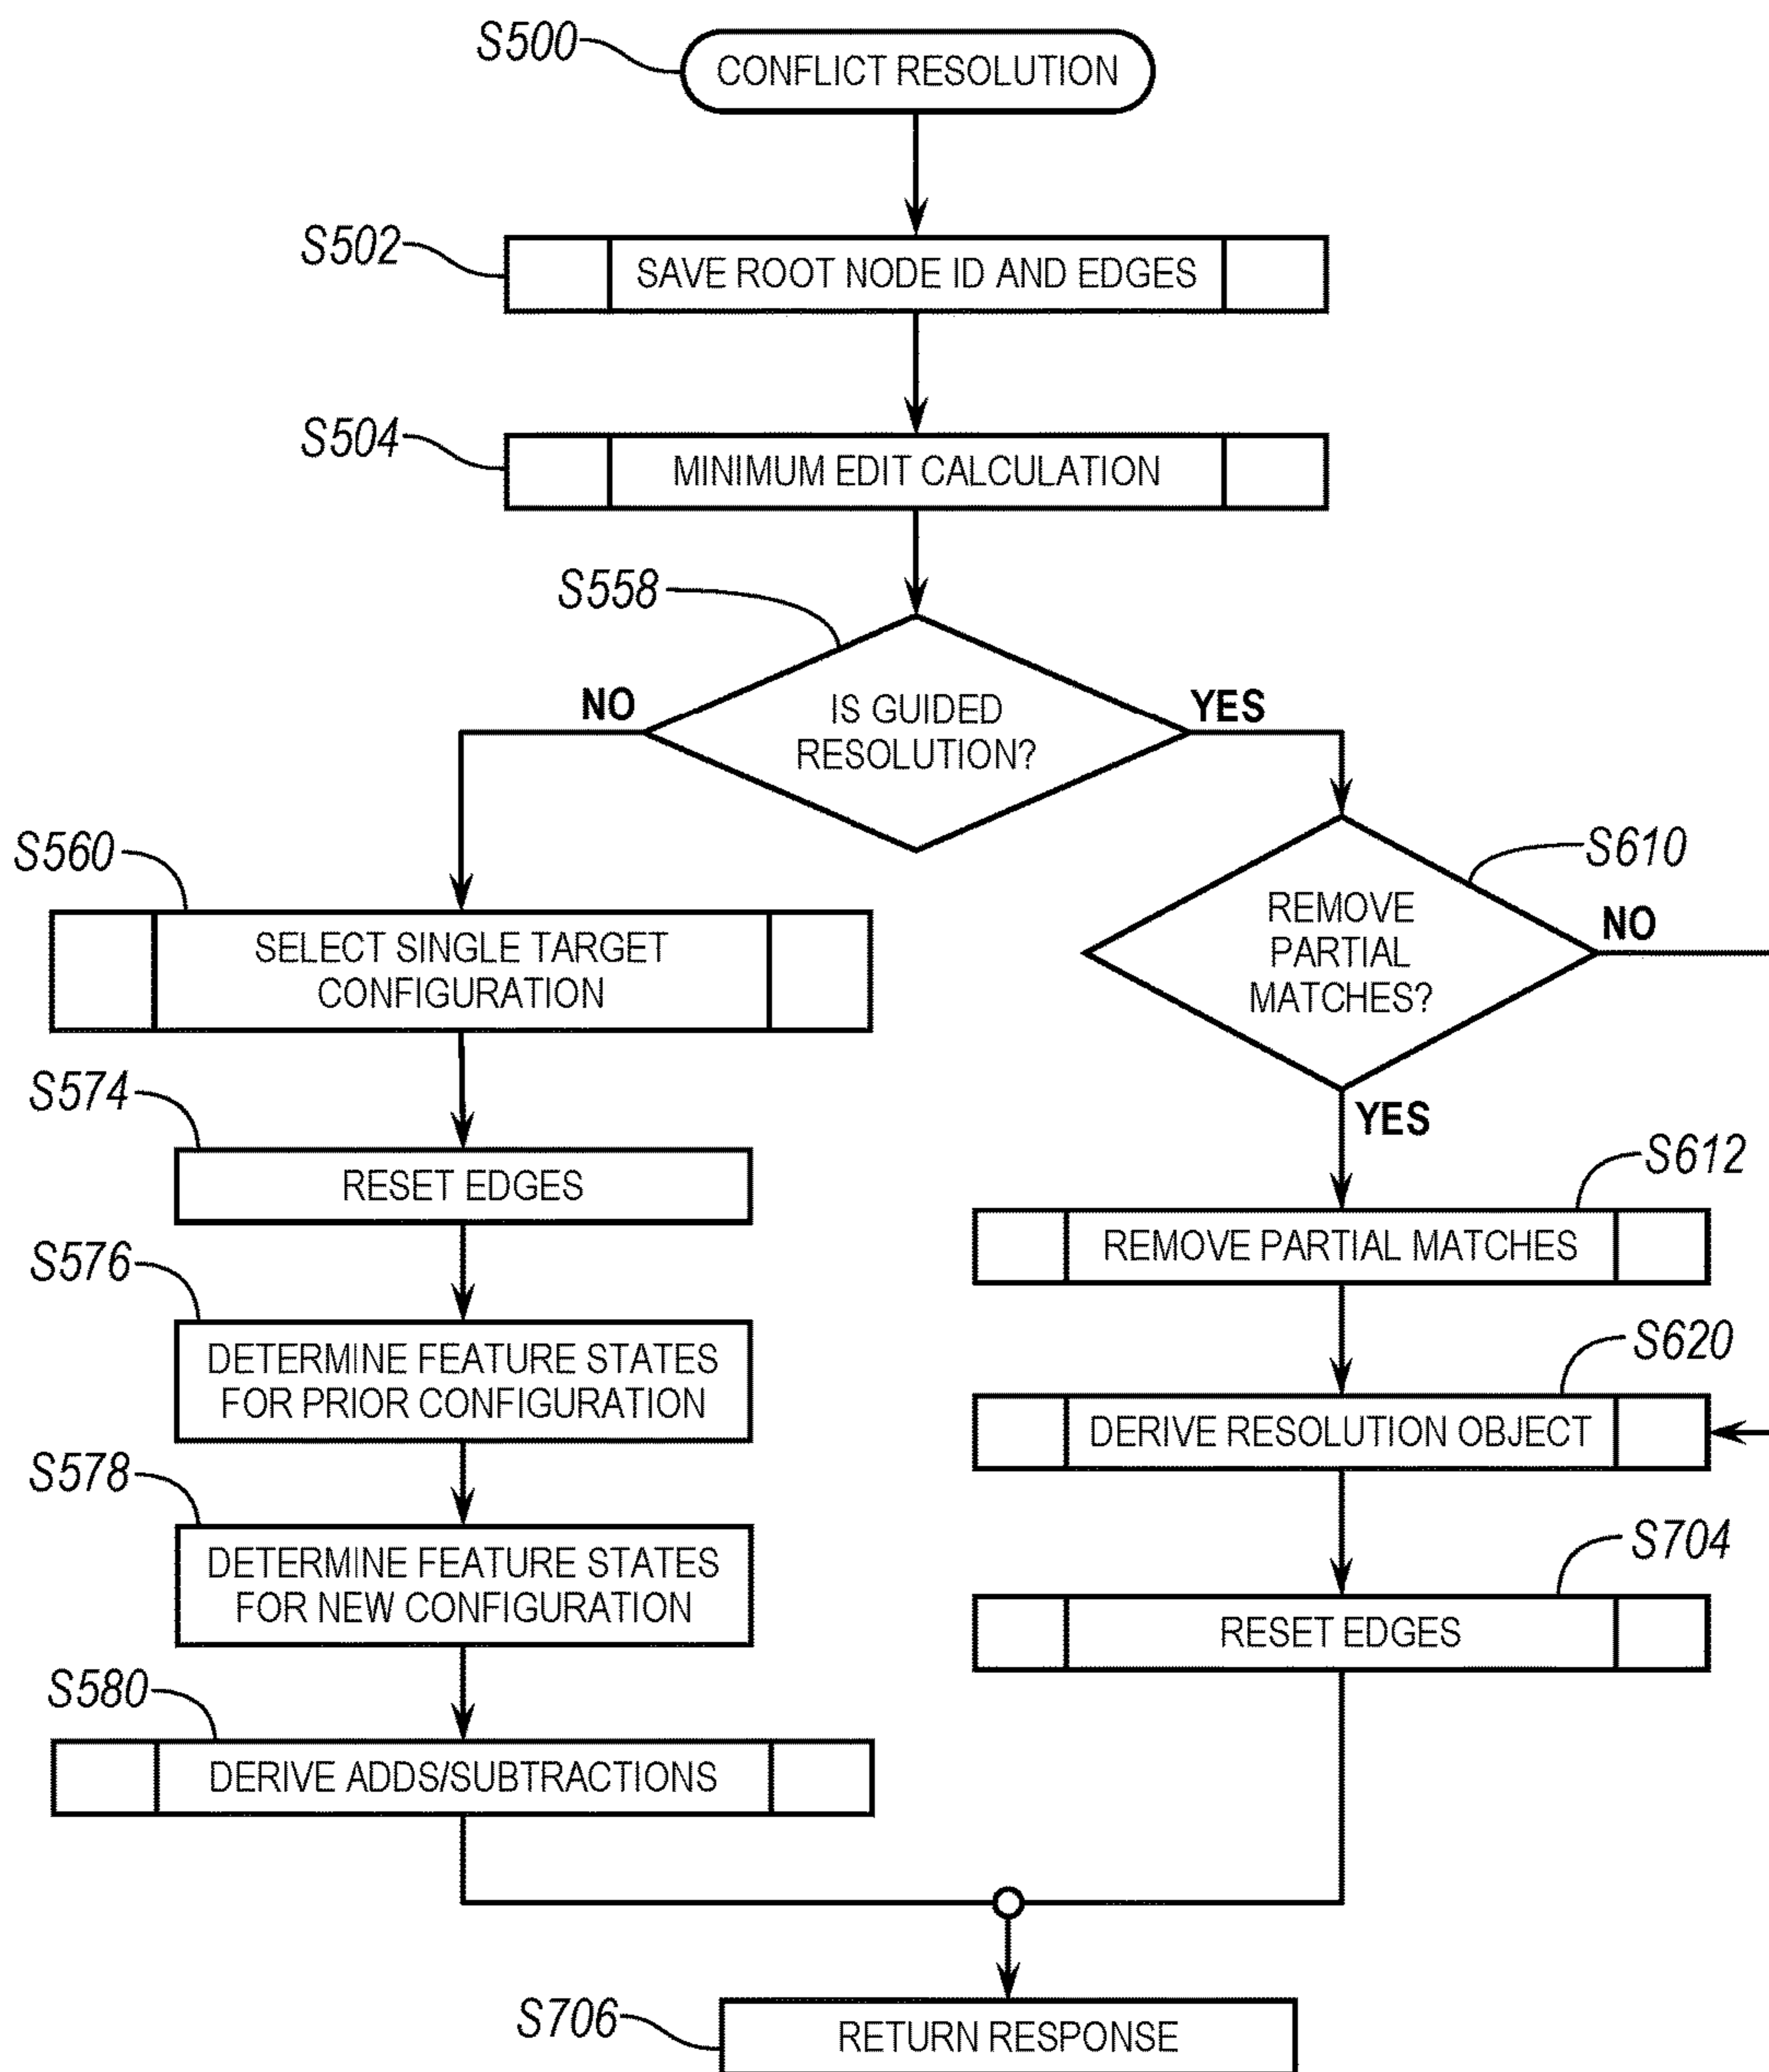 S500
CONFLICT RESOLUTION
S502
SAVE ROOT NODE ID AND EDGES
S504
MINIMUM EDIT CALCULATION
S558
IS GUIDED
RESOLUTION?
NO
YES
S560
SELECT SINGLE TARGET
CONFIGURATION
S574
RESET EDGES
S576
DETERMINE FEATURE STATES
FOR PRIOR CONFIGURATION
S578
DETERMINE FEATURE STATES
FOR NEW CONFIGURATION
S580
DERIVE ADDS/SUBTRACTIONS
S610
REMOVE
PARTIAL
MATCHES?
NO
YES
S612
REMOVE PARTIAL MATCHES
S620
DERIVE RESOLUTION OBJECT
S704
RESET EDGES
S706
RETURN RESPONSE